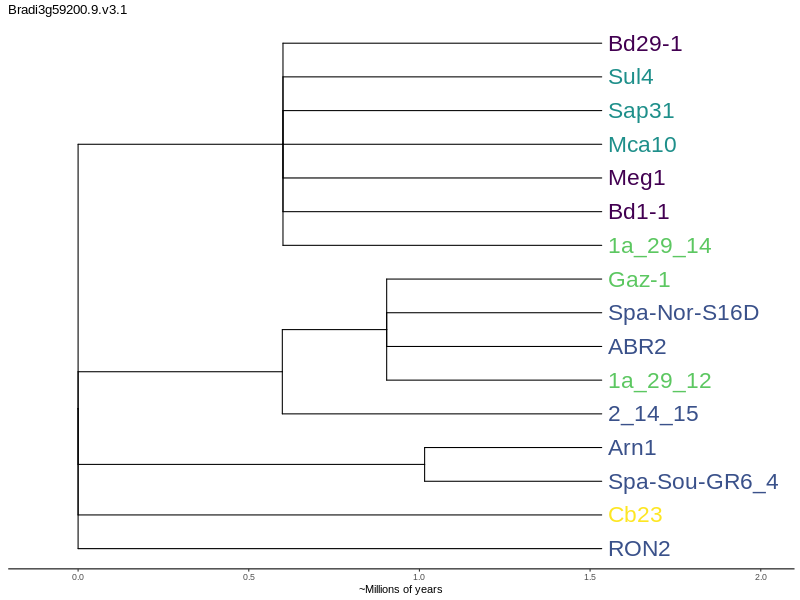 Bradi3g59200.9.v3.1
Bd29-1
Sul4
Sap31
Mca10
Meg1
Bd1-1
1a_29_14
Gaz-1
Spa-Nor-S16D
ABR2
1a_29_12
2_14_15
Arn1
Spa-Sou-GR6_4
Cb23
RON2
0.0 0.5 1.0 1.5 2.0
~Millions of years